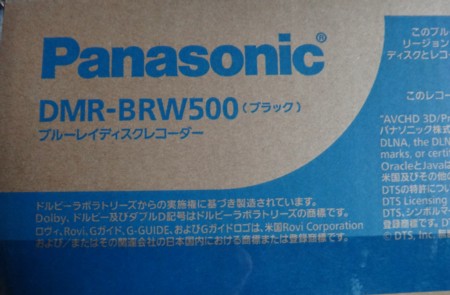 Panasonic®
DMR-BRW500(ブラック)
ブルーレイディスクレコーダー
ドルビーラボラトリーズからの実施権に基づき製造されています。
Dolby、ドルビー及びダブルD記号はドルビーラボラトリーズの商標です。
ロヴィ、Rovi、Gガイド、G-GUIDE、およびGガイドロゴは、米国Rovi Corporation
および/またはその関連会社の日本国内における商標または登録商標です.
このブル
リージョン
ディスクとレコ
このレコー
"AVCHD 3D/Pr
パナソニック株式
DLNA, the DLN
marks, or certif
OracleとJavaは
米国及びその他の
DTSの特許につい
DTS Licensing
DTS、シンボルマー
登録商標です。D
© DTS, Inc.